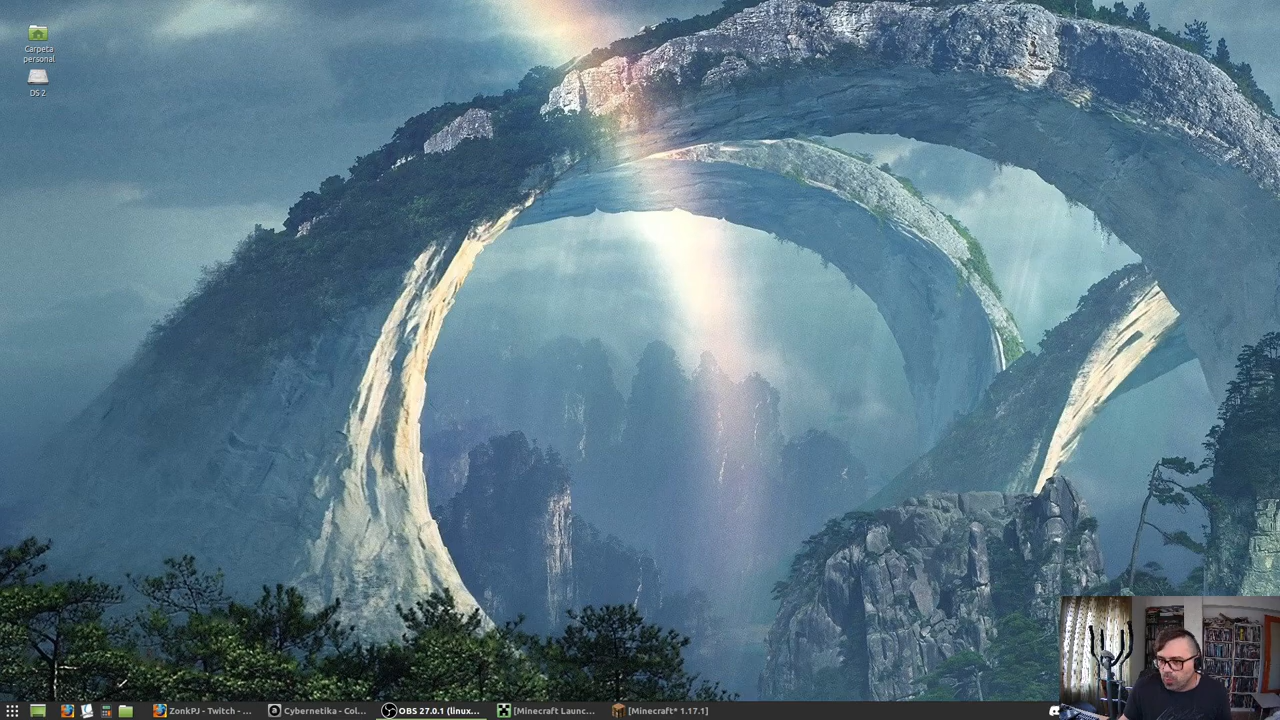 Carpeta
personal
DS-2
ZonkPJ - Twitch - ...
Cybernetika - Col...
OBS 27.0.1 (linux...
[Minecraft Launc...
[Minecraft* 1.17.1]